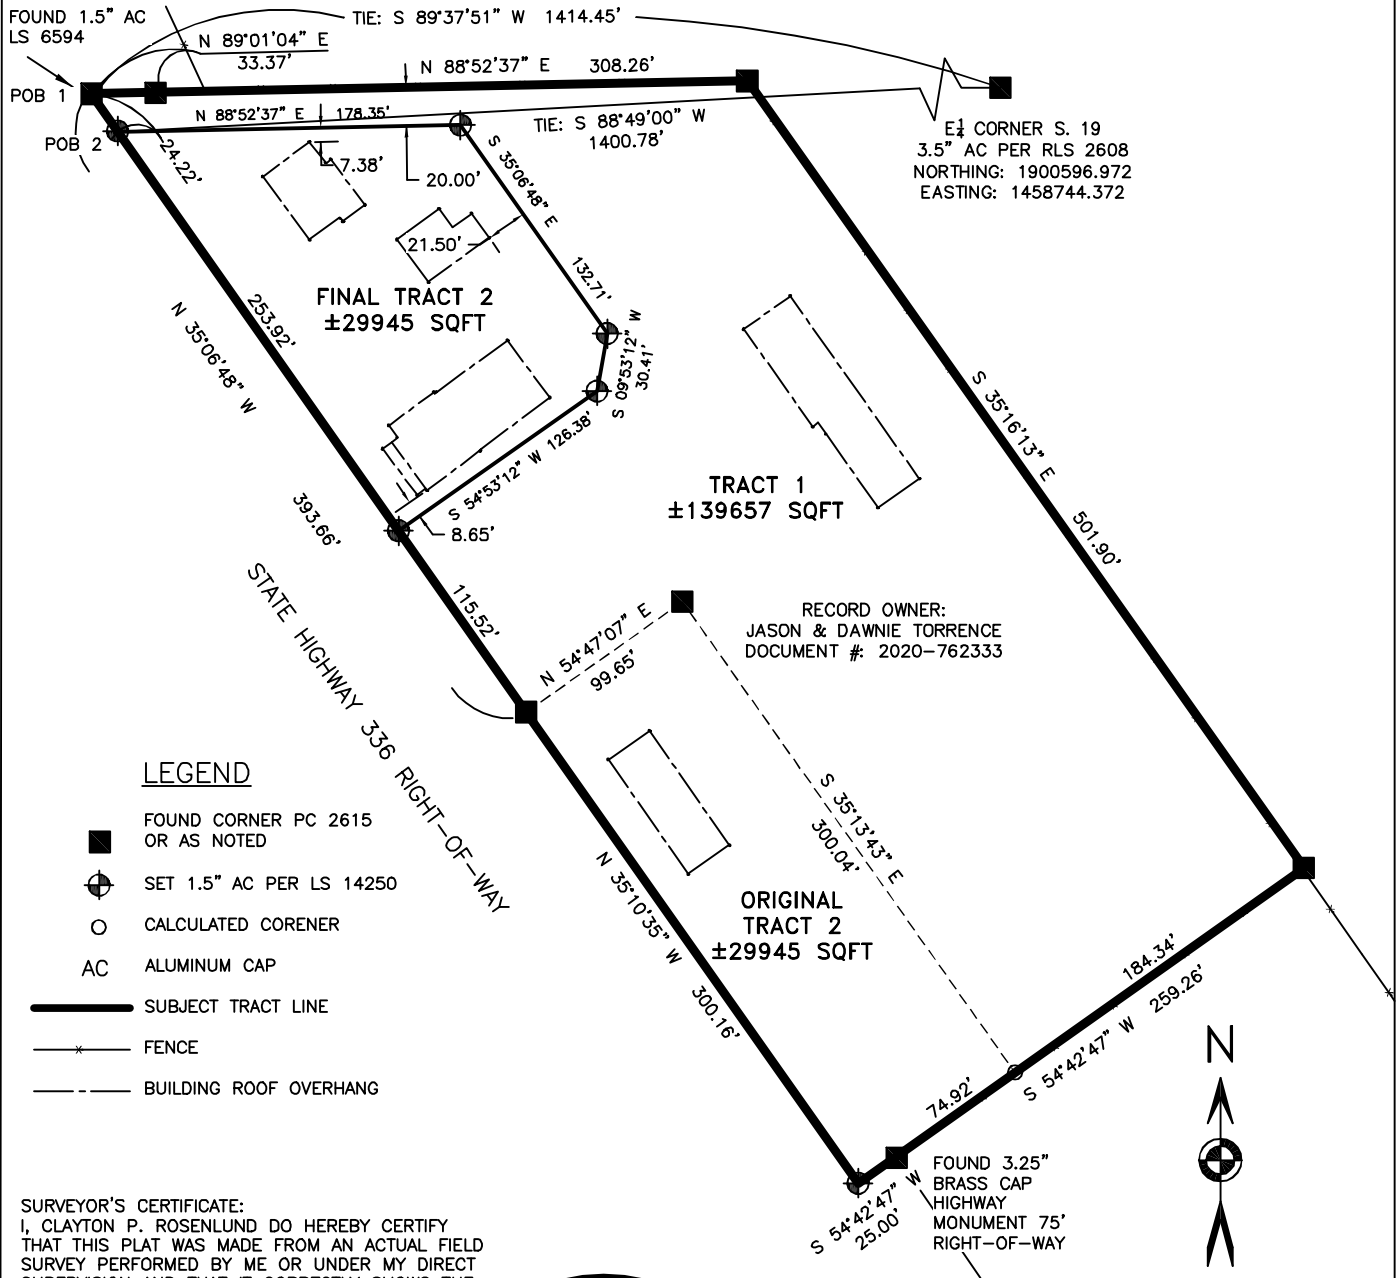 FOUND 1.5” AC
LS 6594
TIE: S 89°37’51” W 1414.45’
N 89°01’04” E
33.37’
N 88°52’37” E 308.26’
POB 1
N 88°52’37” E 178.35’
TIE: S 88°49’00” W
1400.78’
POB 2
24.22’
7.38’
20.00’
S 35°06’48” E
132.71’
E¼ CORNER S. 19
3.5” AC PER RLS 2608
NORTHING: 1900596.972
EASTING: 1458744.372
21.50’
FINAL TRACT 2
±29945 SQFT
253.92’
N 35°06’48” W
393.66’
S 09°53’12” W
30.41’
S 54°53’12” W 126.38’
8.65’
S 35°16’13” E
501.90’
TRACT 1
±139657 SQFT
115.52’
STATE HIGHWAY 336 RIGHT-OF-WAY
N 54°47’07” E
99.65’
RECORD OWNER:
JASON & DAWNIE TORRENCE
DOCUMENT #: 2020-762333
S 35°13’43” E
300.04’
N 35°10’35” W
300.16’
ORIGINAL
TRACT 2
±29945 SQFT
LEGEND
FOUND CORNER PC 2615
OR AS NOTED
SET 1.5” AC PER LS 14250
CALCULATED CORENER
AC ALUMINUM CAP
SUBJECT TRACT LINE
FENCE
BUILDING ROOF OVERHANG
184.34’
S 54°42’47” W 259.26’
74.92’
N
S 54°42’47” W
25.00’
FOUND 3.25”
BRASS CAP
HIGHWAY
MONUMENT 75’
RIGHT-OF-WAY
SURVEYOR’S CERTIFICATE:
I, CLAYTON P. ROSENLUND DO HEREBY CERTIFY
THAT THIS PLAT WAS MADE FROM AN ACTUAL FIELD
SURVEY PERFORMED BY ME OR UNDER MY DIRECT
SUPERVISION AND THAT IT CORRECTLY SHOWS THE